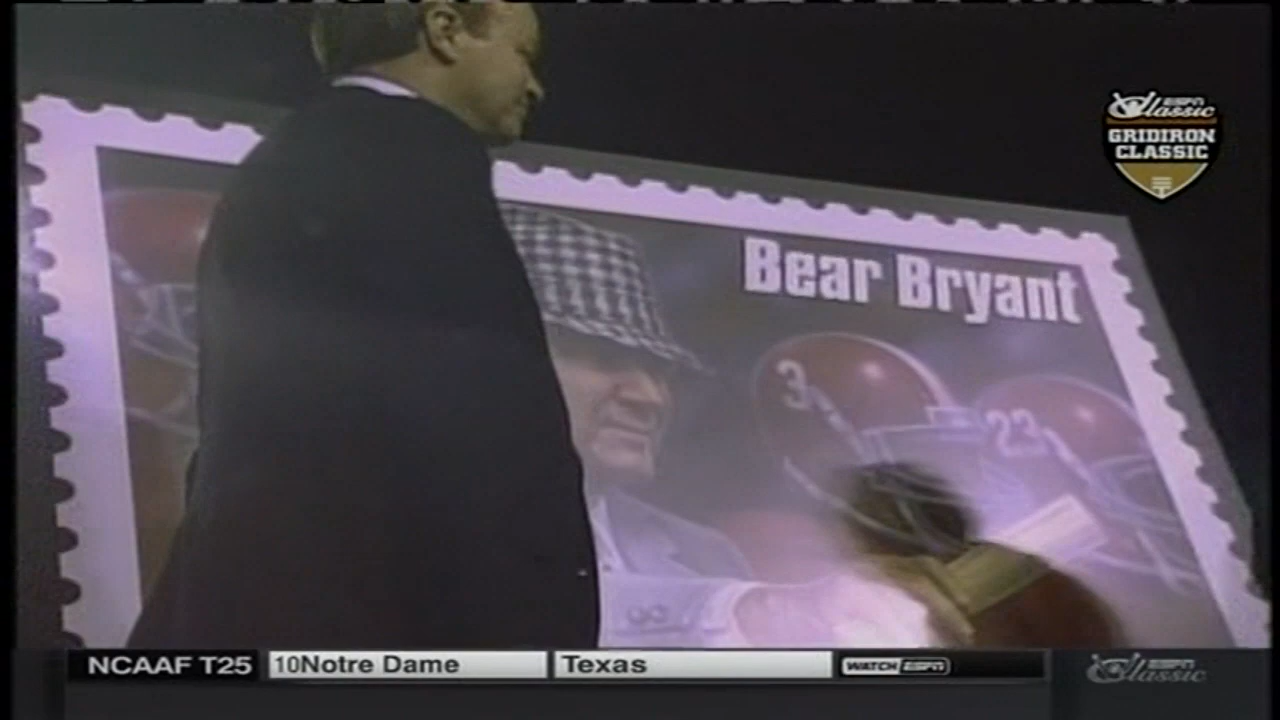 ESPN
Classic
GRIDIRON
CLASSIC
Bear Bryant
3
23
NCAAF T25
10Notre Dame
Texas
WATCH ESPN
ESPN
Classic